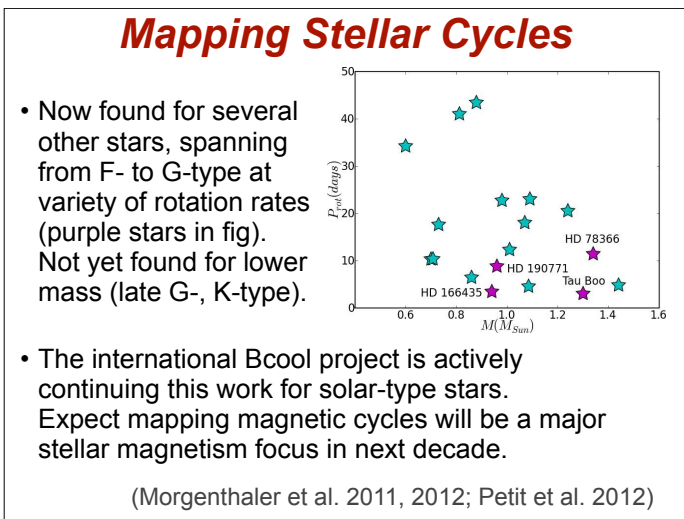 Mapping Stellar Cycles
• Now found for several
other stars, spanning
from F- to G-type at
variety of rotation rates
(purple stars in fig).
Not yet found for lower
mass (late G-, K-type).
50
40
30
20
10
0
P_rot(days)
HD 78366
HD 190771
Tau Boo
HD 166435
0.6 0.8 1.0 1.2 1.4 1.6
M(M_Sun)
• The international Bcool project is actively
continuing this work for solar-type stars.
Expect mapping magnetic cycles will be a major
stellar magnetism focus in next decade.
(Morgenthaler et al. 2011, 2012; Petit et al. 2012)